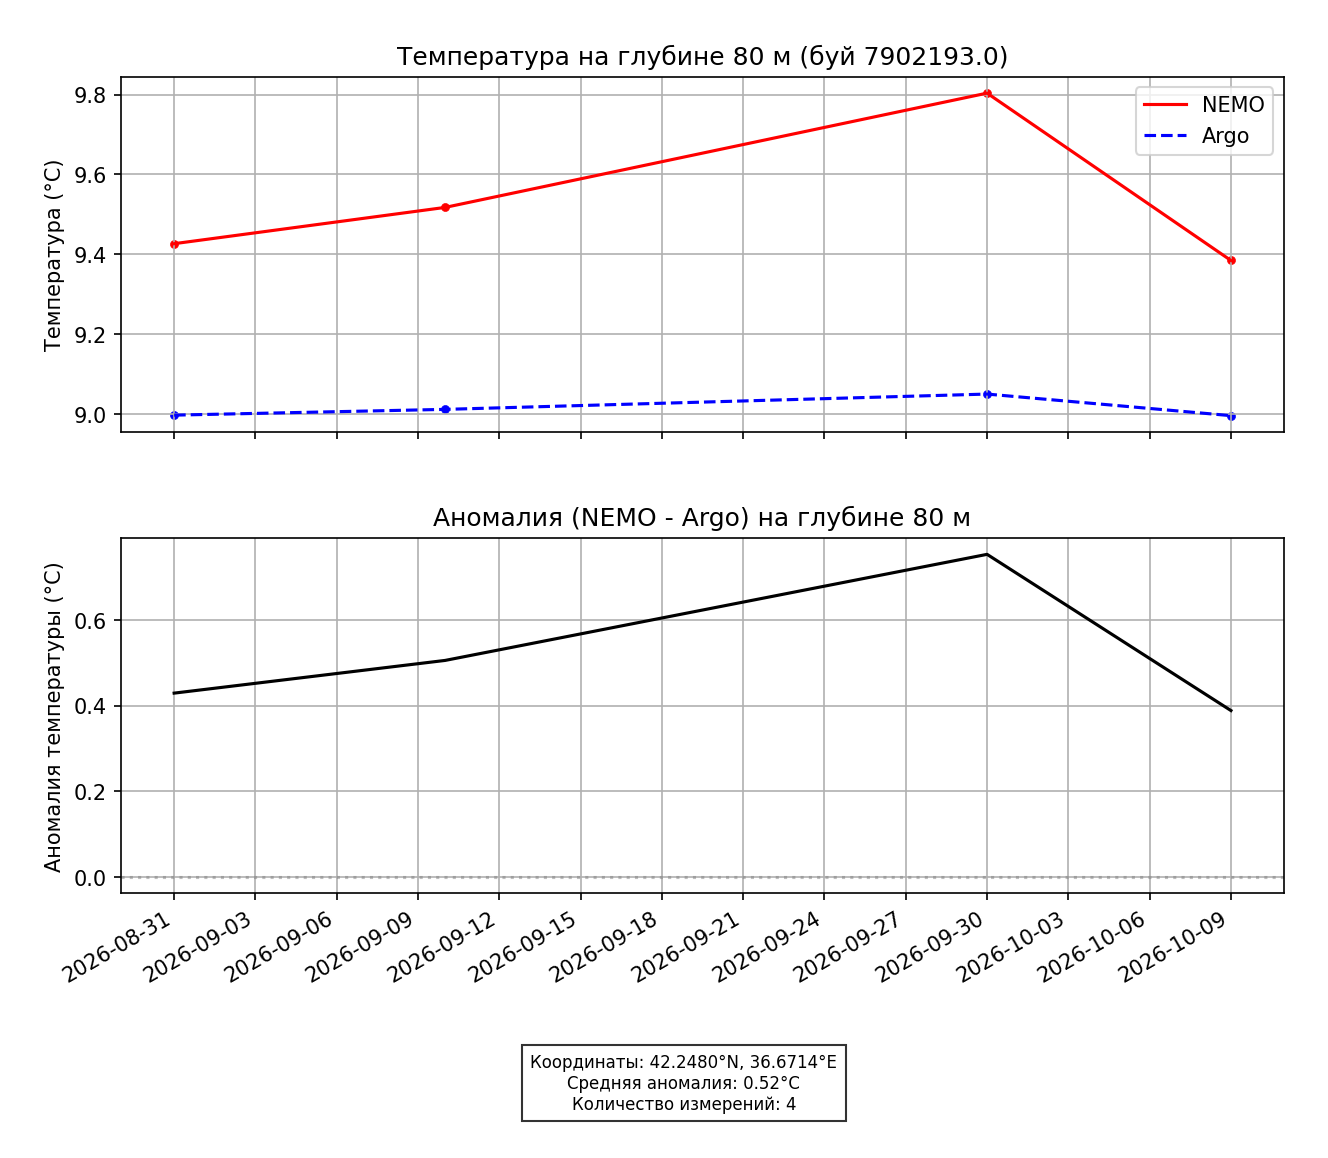 Температура на глубине 80 м (буй 7902193.0)
Температура (°C)
9.8
9.6
9.4
9.2
9.0
NEMO
Argo
Аномалия (NEMO - Argo) на глубине 80 м
Аномалия температуры (°C)
0.6
0.4
0.2
0.0
2026-08-31
2026-09-03
2026-09-06
2026-09-09
2026-09-12
2026-09-15
2026-09-18
2026-09-21
2026-09-24
2026-09-27
2026-09-30
2026-10-03
2026-10-06
2026-10-09
Координаты: 42.2480°N, 36.6714°E
Средняя аномалия: 0.52°C
Количество измерений: 4